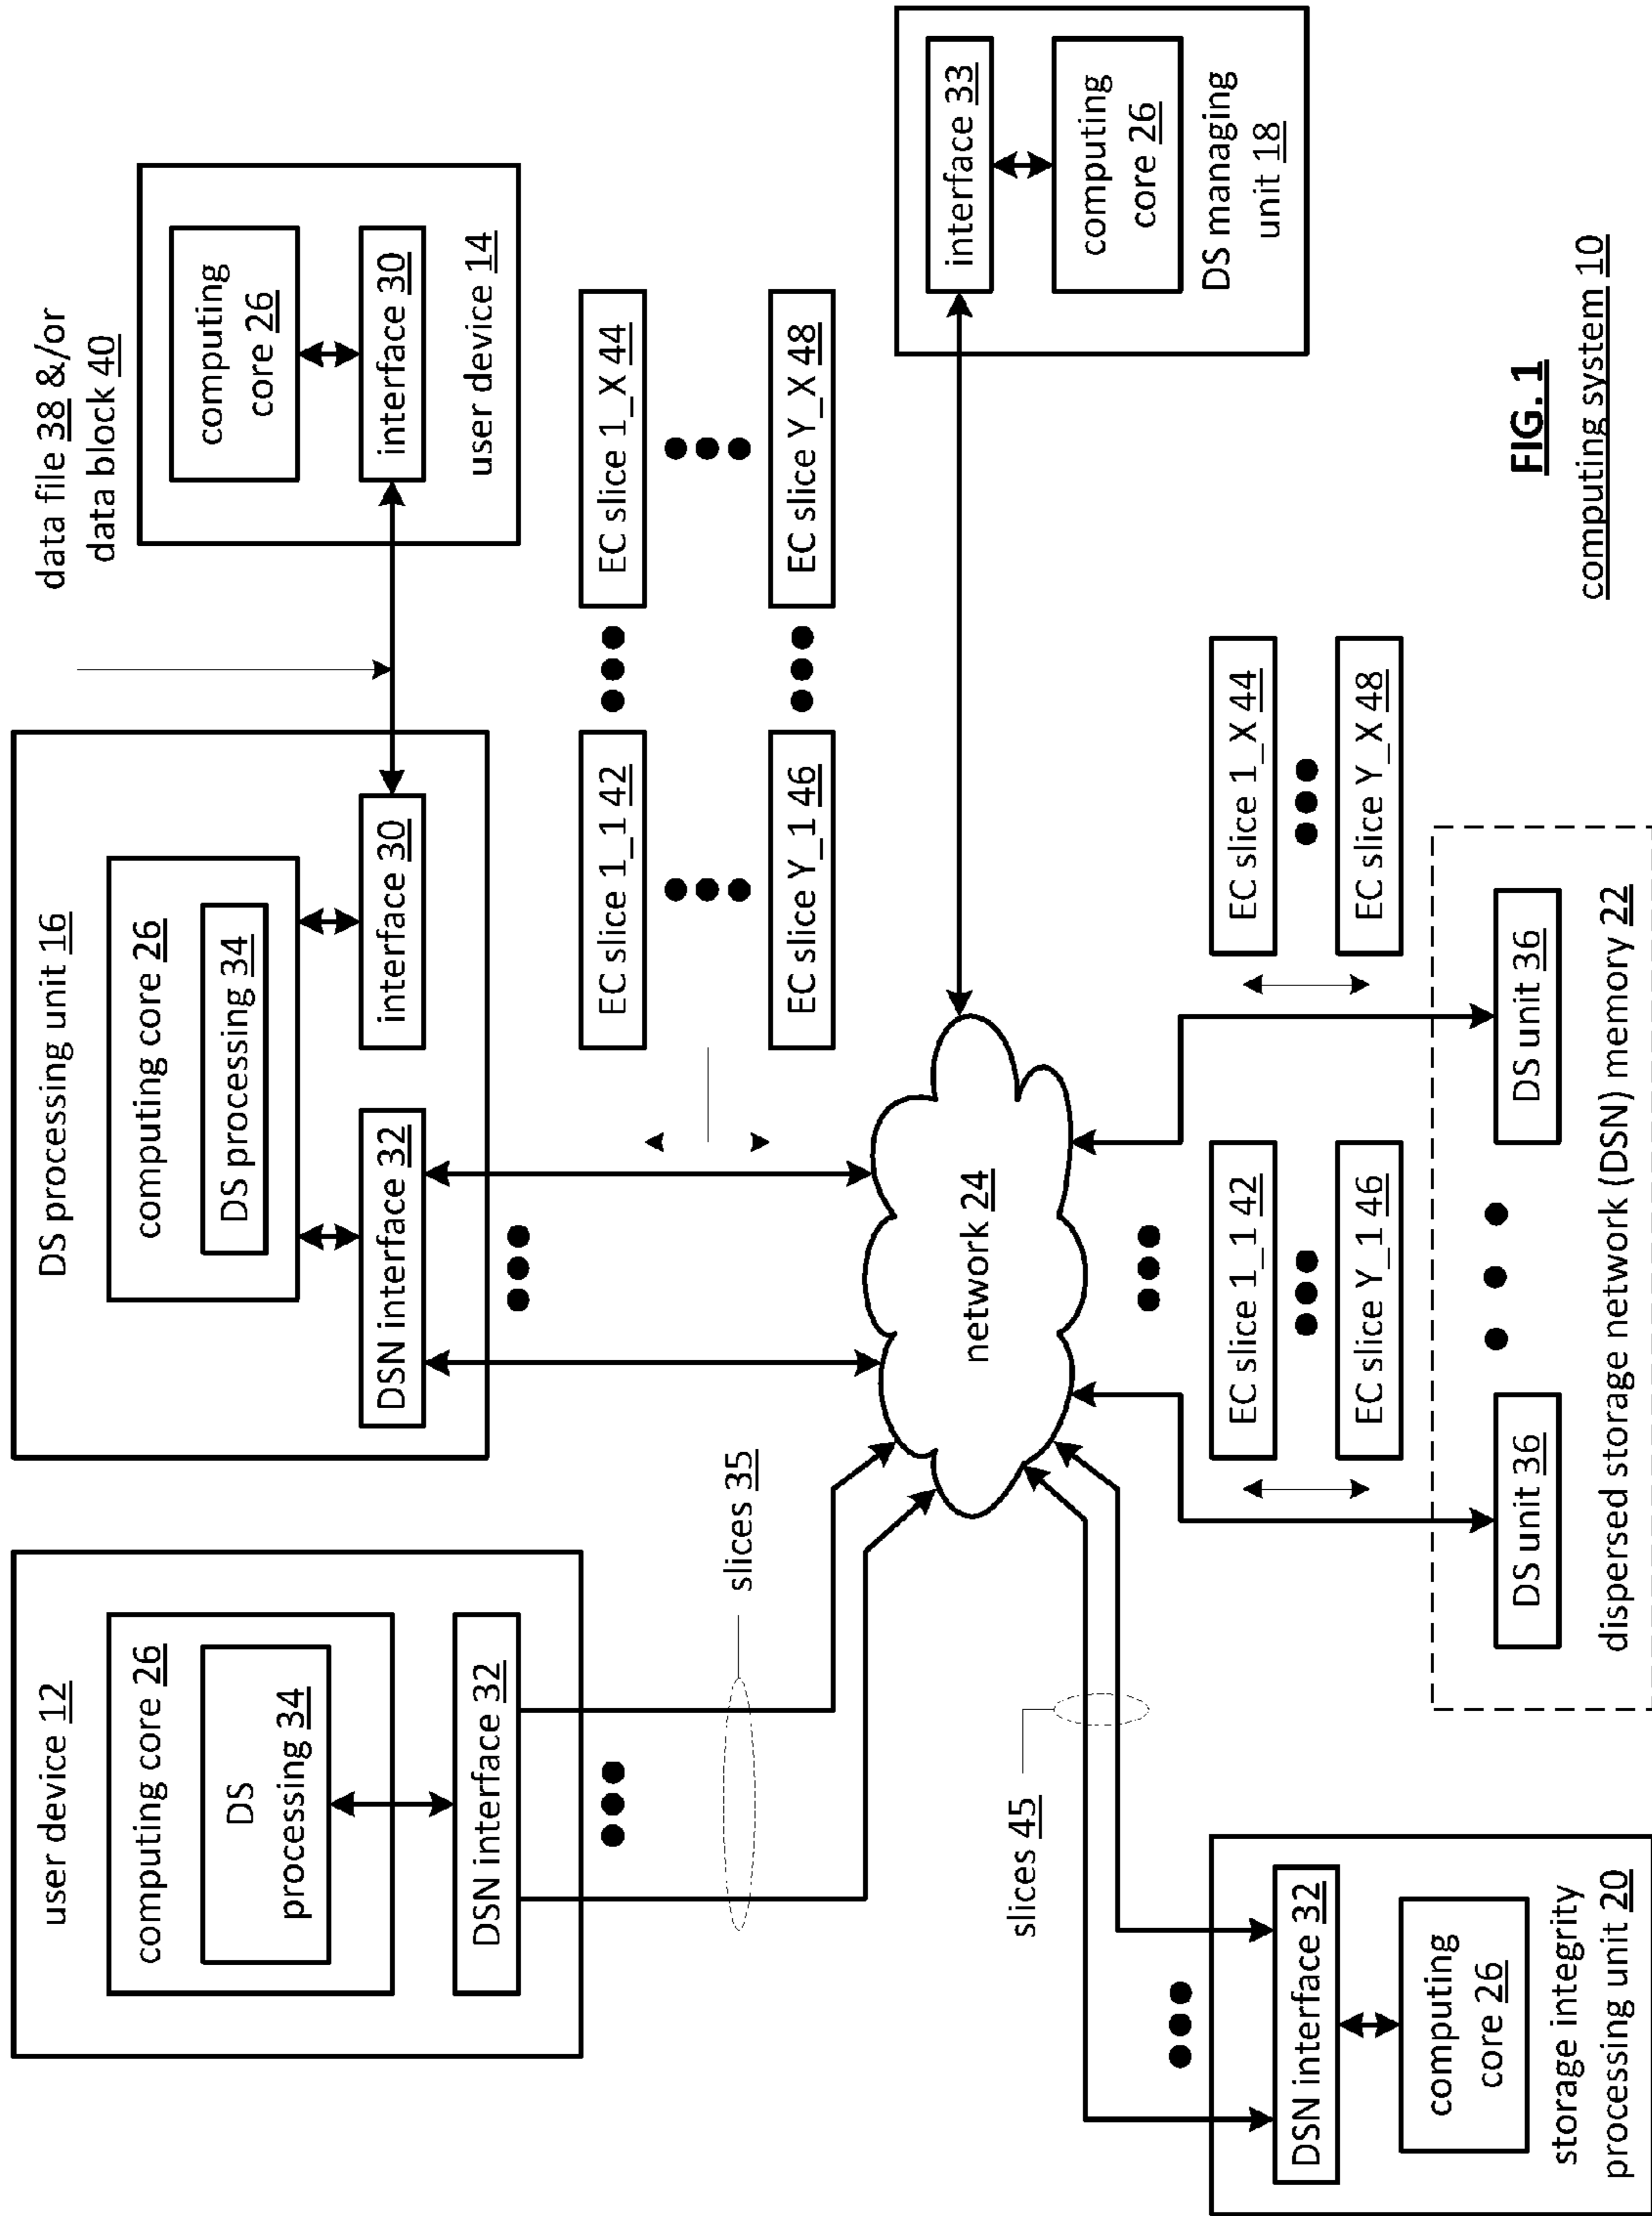 user device 12
computing core 26
DS
processing 34
DSN interface 32
slices 35
DS processing unit 16
computing core 26
DS processing 34
DSN interface 32
interface 30
data file 38 &/or
data block 40
computing
core 26
interface 30
user device 14
EC slice 1_1 42
EC slice 1_X 44
EC slice Y_1 46
EC slice Y_X 48
network 24
interface 33
computing
core 26
DS managing
unit 18
slices 45
DSN interface 32
computing
core 26
storage integrity
processing unit 20
EC slice 1_1 42
EC slice Y_1 46
EC slice 1_X 44
EC slice Y_X 48
DS unit 36
DS unit 36
dispersed storage network (DSN) memory 22
FIG. 1
computing system 10